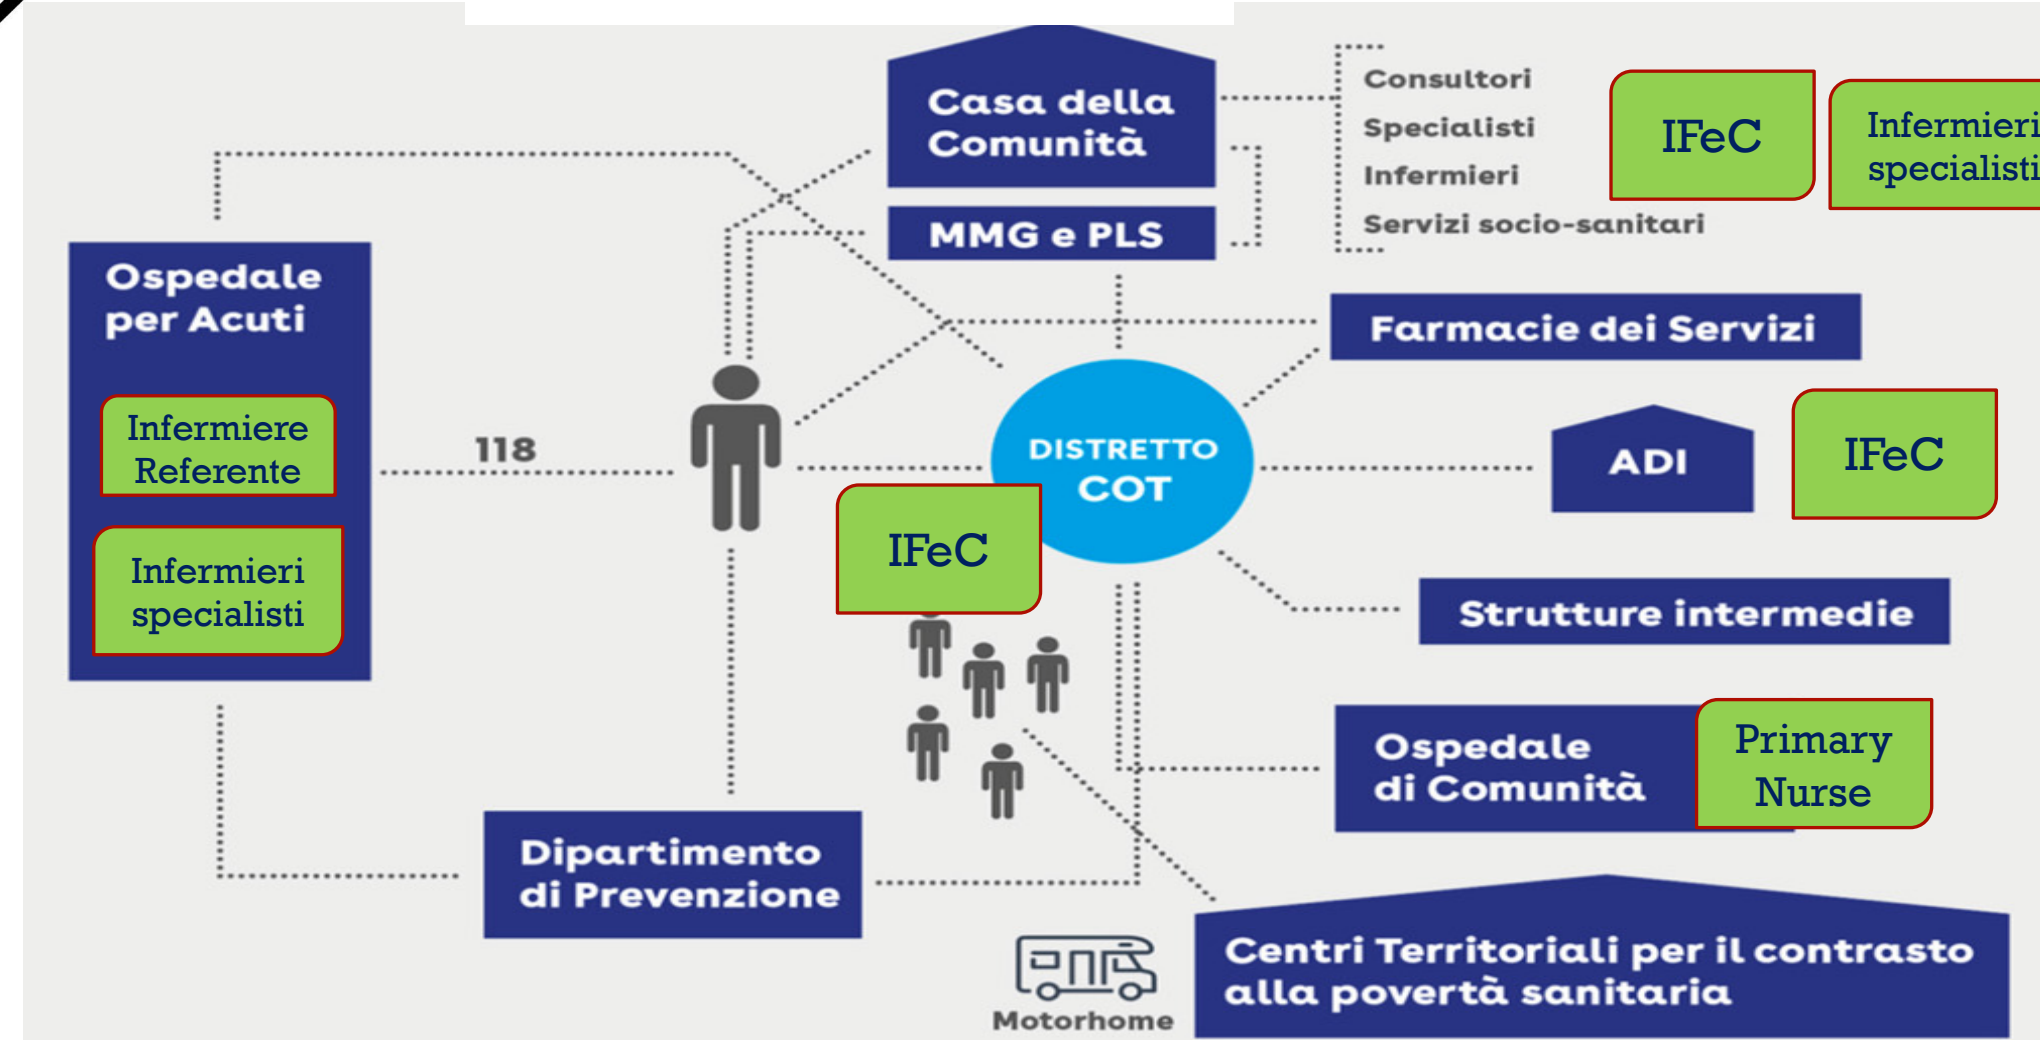 Casa della
Comunità
MMG e PLS
Consultori
Specialisti
Infermieri
Servizi socio-sanitari
IFeC
Infermieri
specialisti
Ospedale
per Acuti
Infermiere
Referente
Infermieri
specialisti
118
Farmacie dei Servizi
DISTRETTO
COT
IFeC
ADI
IFeC
Strutture intermedie
Ospedale
di Comunità
Primary
Nurse
Dipartimento
di Prevenzione
Motorhome
Centri Territoriali per il contrasto
alla povertà sanitaria